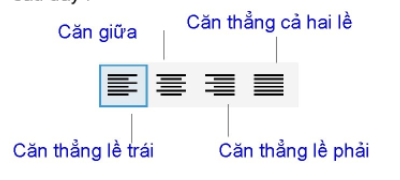 Căn giữa
Căn thẳng cả hai lề
Căn thẳng lề trái
Căn thẳng lề phải